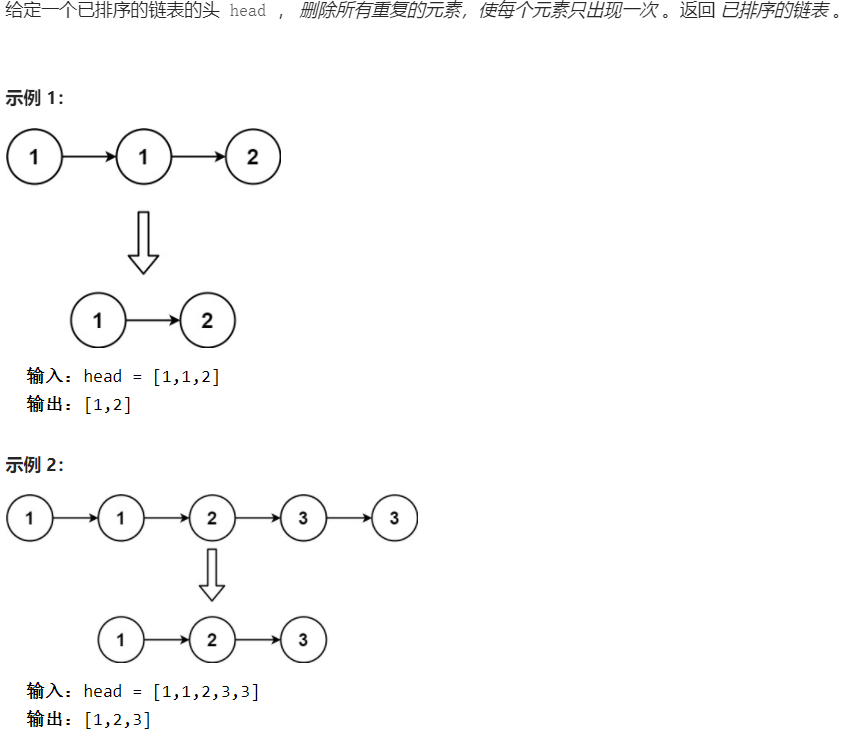 给定一个已排序的链表的头 head ， 删除所有重复的元素，使每个元素只出现一次 。返回 已排序的链表 。
示例 1：
1 1 2
1 2
输入：head = [1,1,2]
输出：[1,2]
示例 2：
1 1 2 3 3
1 2 3
输入：head = [1,1,2,3,3]
输出：[1,2,3]